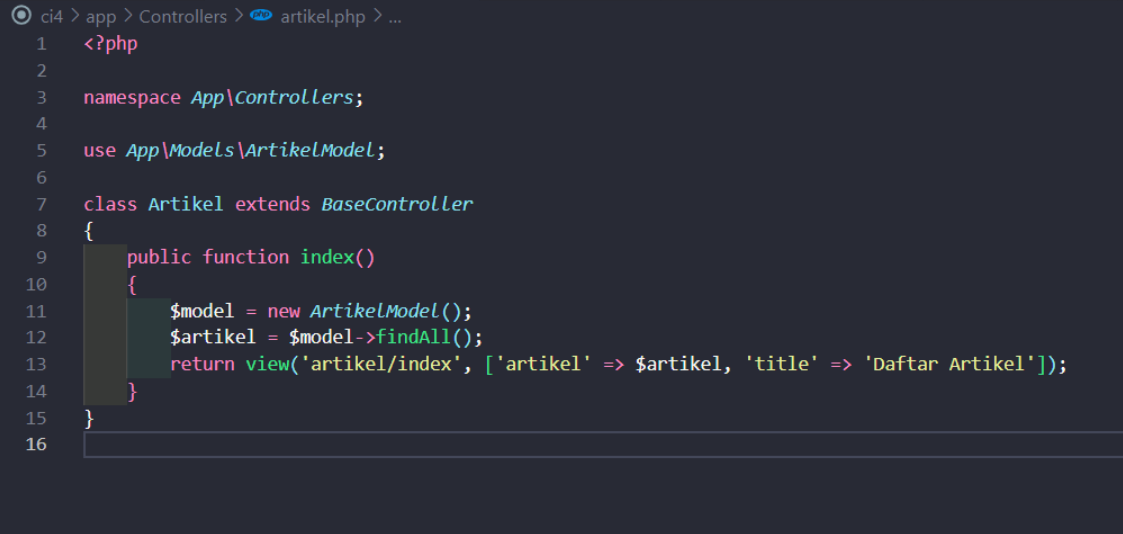 ci4 > app > Controllers > php artikel.php > ...
1 <?php
2
3 namespace App\Controllers;
4
5 use App\Models\ArtikelModel;
6
7 class Artikel extends BaseController
8 {
9     public function index()
10     {
11         $model = new ArtikelModel();
12         $artikel = $model->findAll();
13         return view('artikel/index', ['artikel' => $artikel, 'title' => 'Daftar Artikel']);
14     }
15 }
16